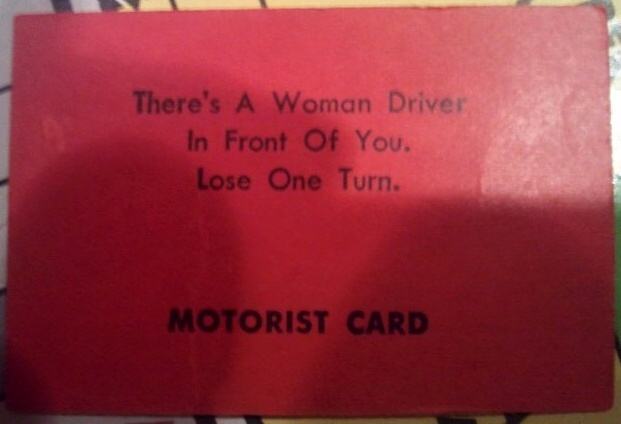 There's A Woman Driver
In Front Of You.
Lose One Turn.
MOTORIST CARD